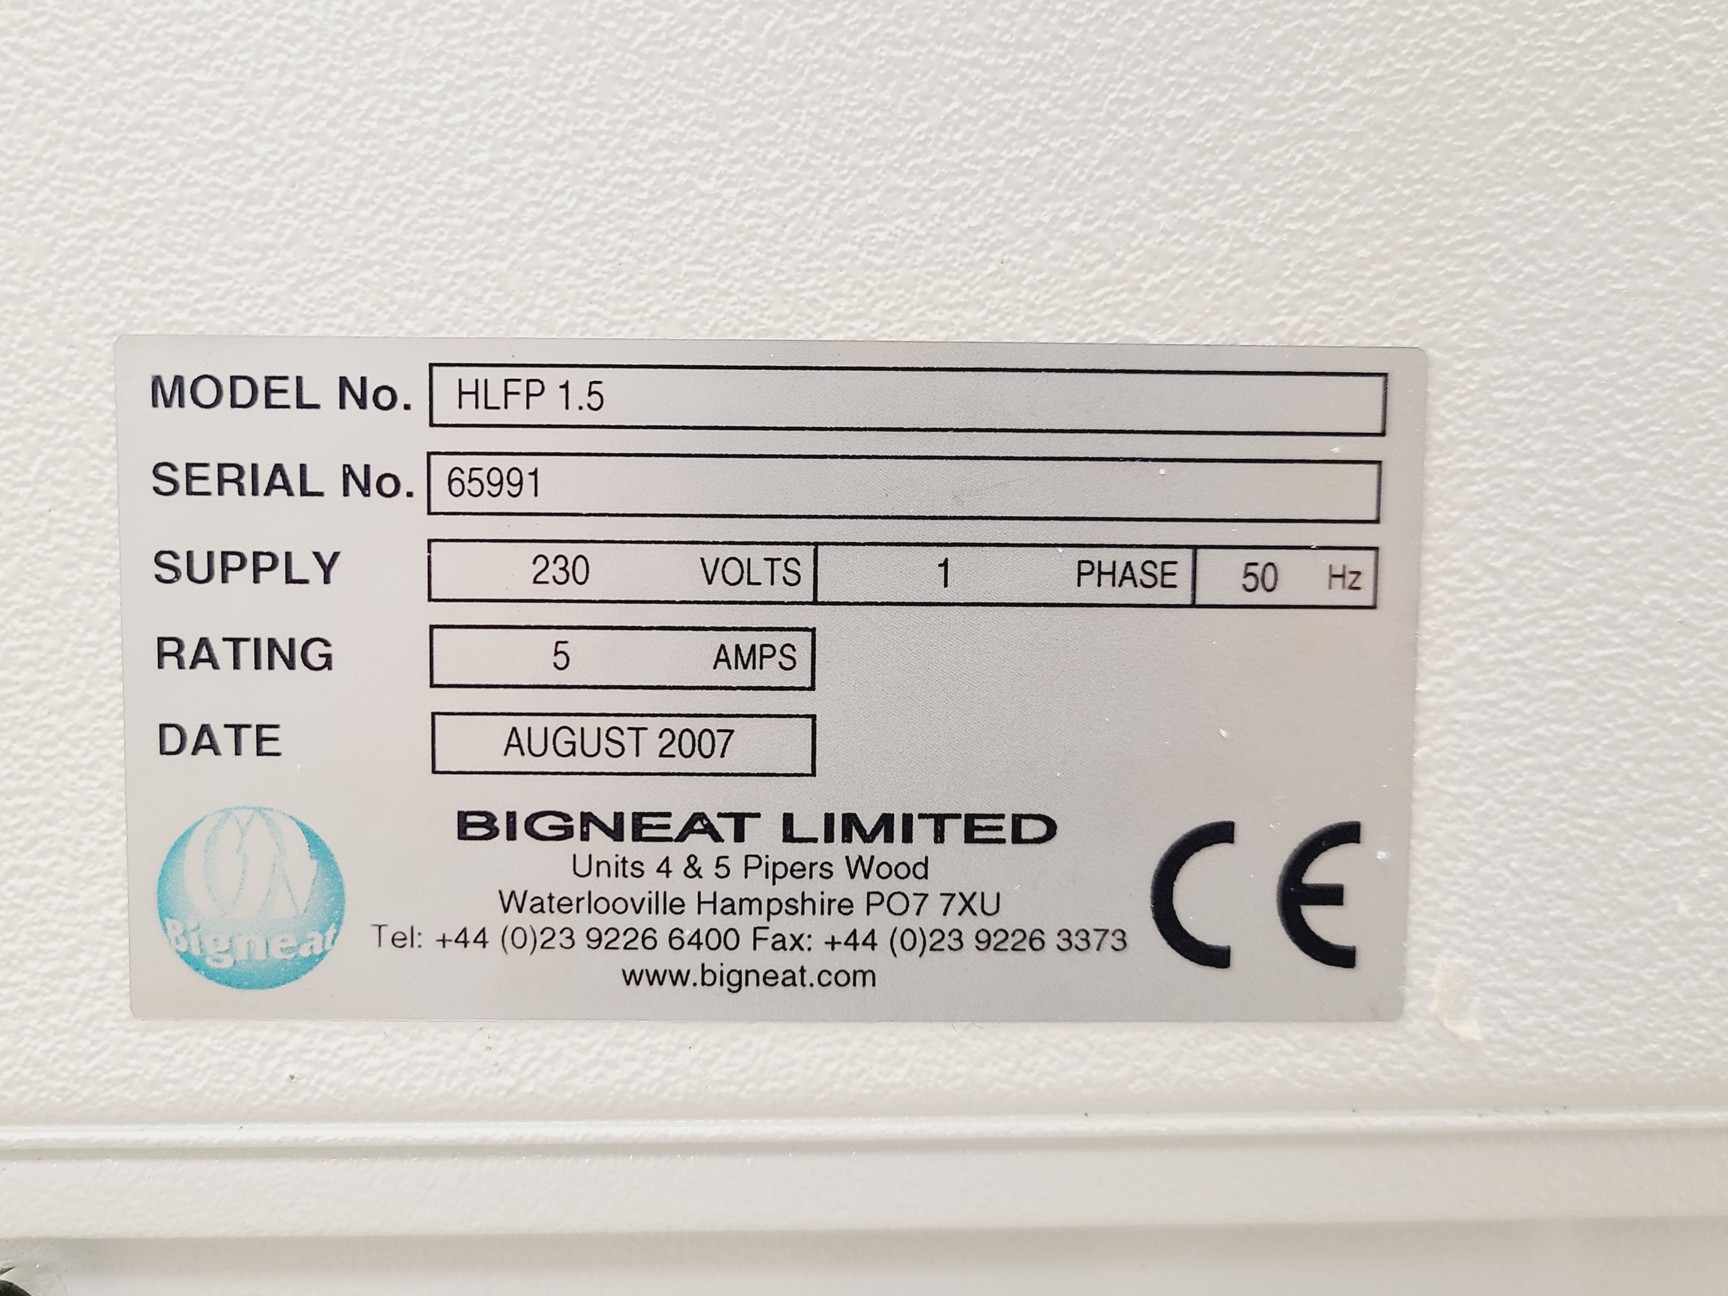 MODEL No. HLFP 1.5
SERIAL No. 65991
SUPPLY 230 VOLTS 1 PHASE 50 Hz
RATING 5 AMPS
DATE AUGUST 2007
BIGNEAT LIMITED
Units 4 & 5 Pipers Wood
Waterlooville Hampshire PO7 7XU
Tel: +44 (0)23 9226 6400 Fax: +44 (0)23 9226 3373
www.bigneat.com
Bigneat
CE